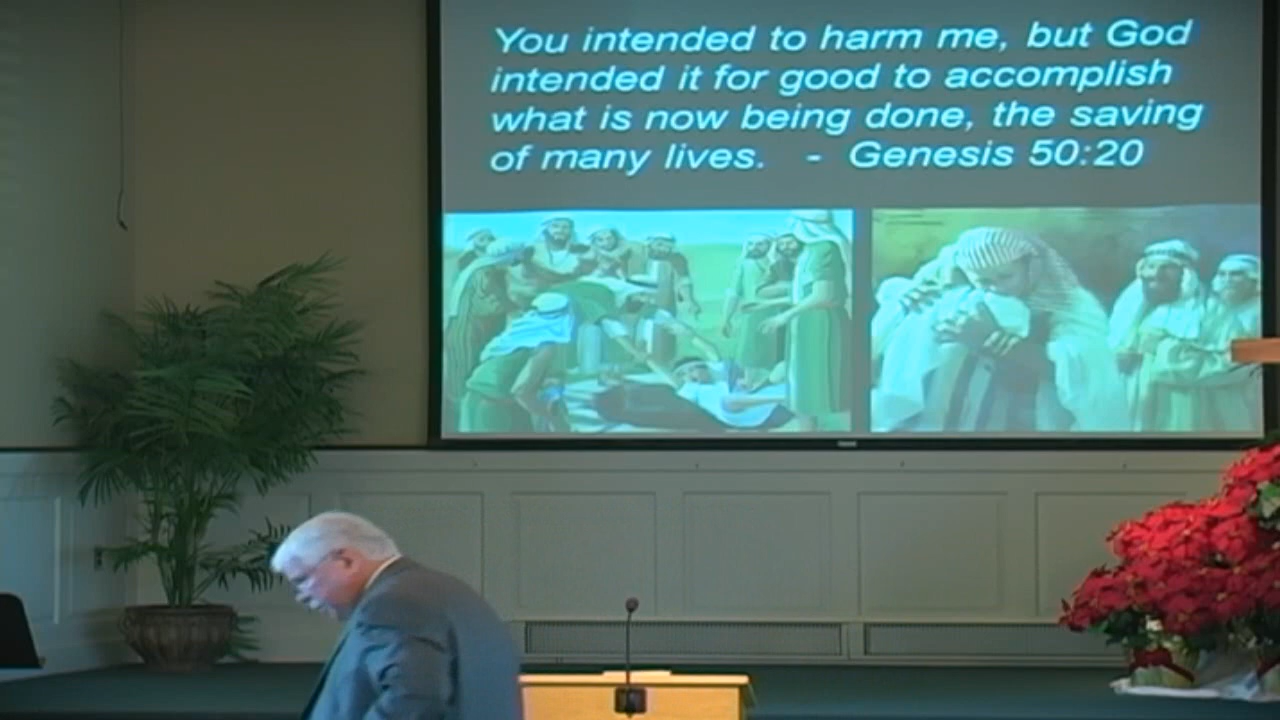 You intended to harm me, but God
intended it for good to accomplish
what is now being done, the saving
of many lives.   -   Genesis 50:20